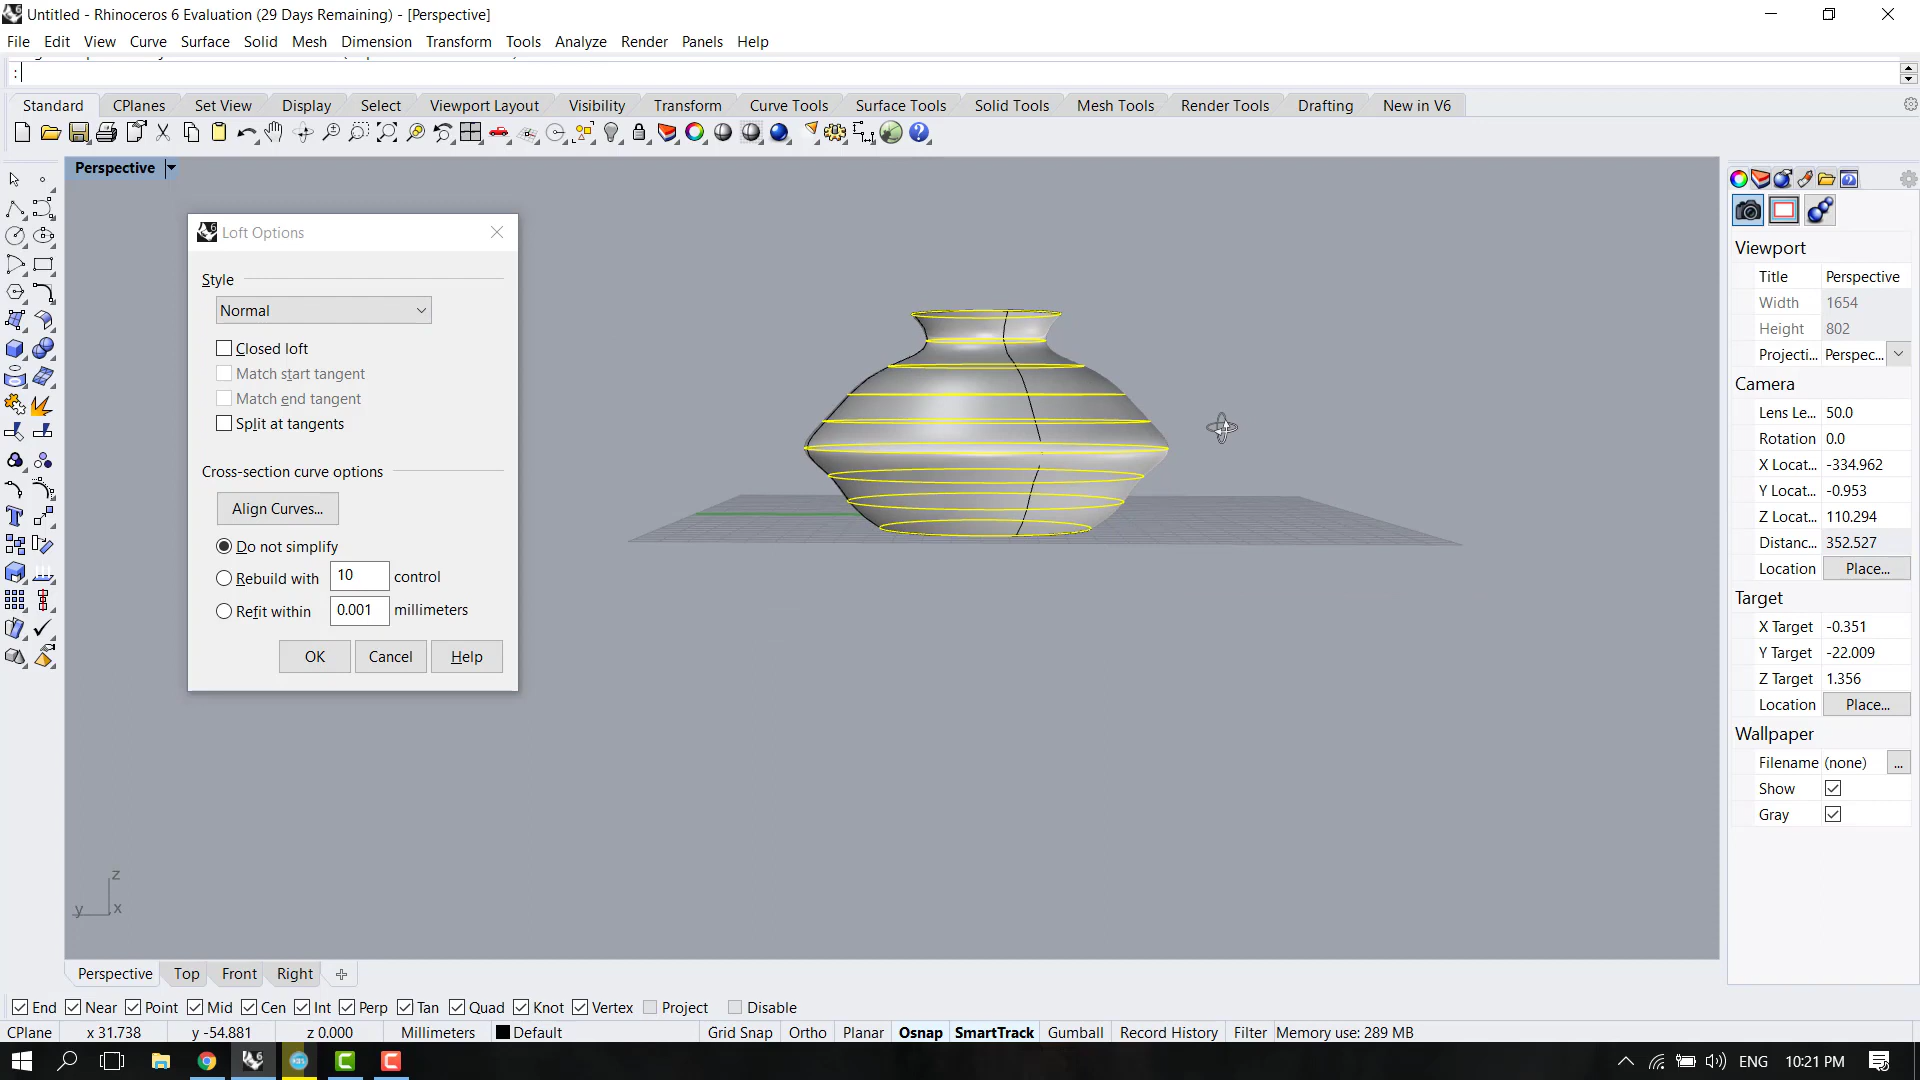 Untitled - Rhinoceros 6 Evaluation (29 Days Remaining) - [Perspective]
File Edit View Curve Surface Solid Mesh Dimension Transform Tools Analyze Render Panels Help
:
Standard CPlanes Set View Display Select Viewport Layout Visibility Transform Curve Tools Surface Tools Solid Tools Mesh Tools Render Tools Drafting New in V6
Perspective
Loft Options
Style
Normal
Closed loft
Match start tangent
Match end tangent
Split at tangents
Cross-section curve options
Align Curves...
Do not simplify
Rebuild with 10 control
Refit within 0.001 millimeters
OK Cancel Help
Viewport
Title Perspective
Width 1654
Height 802
Projecti... Perspec...
Camera
Lens Le... 50.0
Rotation 0.0
X Locat... -334.962
Y Locat... -0.953
Z Locat... 110.294
Distanc... 352.527
Location Place...
Target
X Target -0.351
Y Target -22.009
Z Target 1.356
Location Place...
Wallpaper
Filename (none) ...
Show
Gray
z
y x
Perspective Top Front Right
End Near Point Mid Cen Int Perp Tan Quad Knot Vertex Project Disable
CPlane x 31.738 y -54.881 z 0.000 Millimeters Default Grid Snap Ortho Planar Osnap SmartTrack Gumball Record History Filter Memory use: 289 MB
ENG 10:21 PM